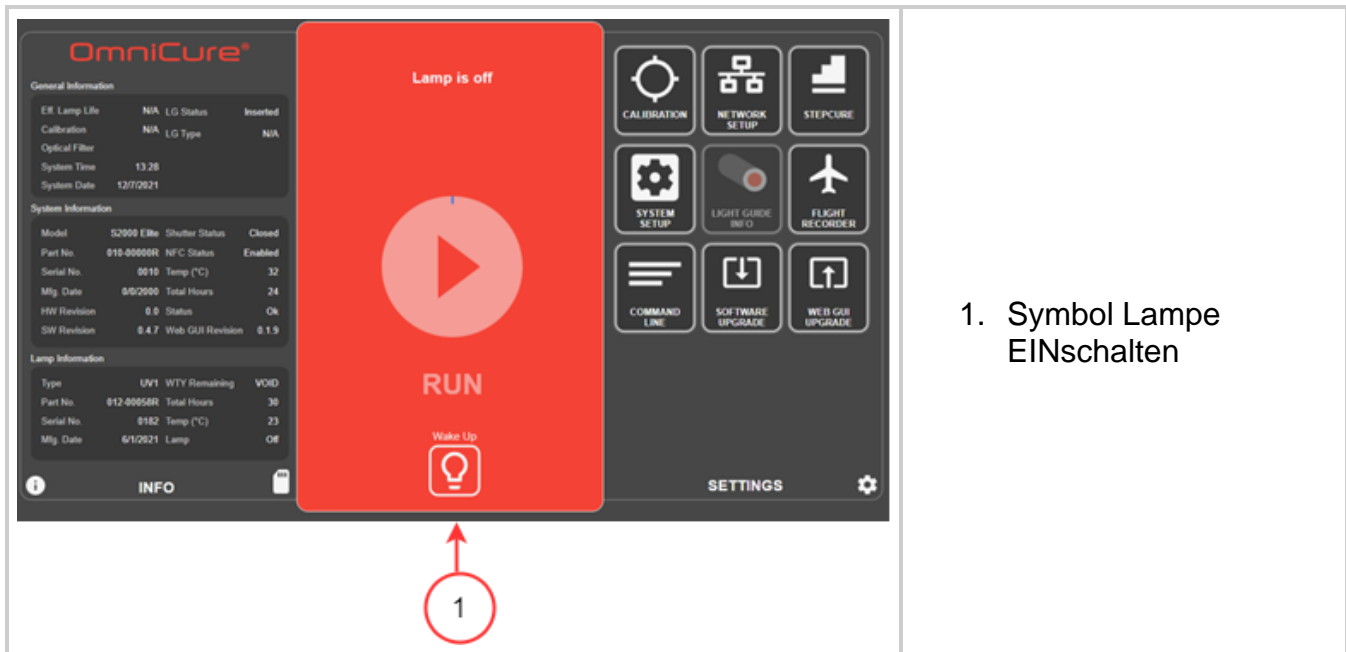 OmniCure®
General Information
Eff. Lamp Life N/A LG Status Inserted
Calibration N/A LG Type N/A
Optical Filter
System Time 13:28
System Date 12/7/2021
System Information
Model S2000 Elite Shutter Status Closed
Part No. 010-00000R NFC Status Enabled
Serial No. 0010 Temp (°C) 32
Mfg. Date 0/0/2000 Total Hours 24
HW Revision 0.0 Status Ok
SW Revision 0.4.7 Web GUI Revision 0.1.9
Lamp Information
Type UV1 WTY Remaining VOID
Part No. 012-00058R Total Hours 30
Serial No. 0182 Temp (°C) 23
Mfg. Date 6/1/2021 Lamp Off
INFO
Lamp is off
RUN
Wake Up
CALIBRATION
NETWORK
SETUP
STEPCURE
SYSTEM
SETUP
LIGHT GUIDE
INFO
FLIGHT
RECORDER
COMMAND
LINE
SOFTWARE
UPGRADE
WEB GUI
UPGRADE
SETTINGS
1
1. Symbol Lampe
EINschalten